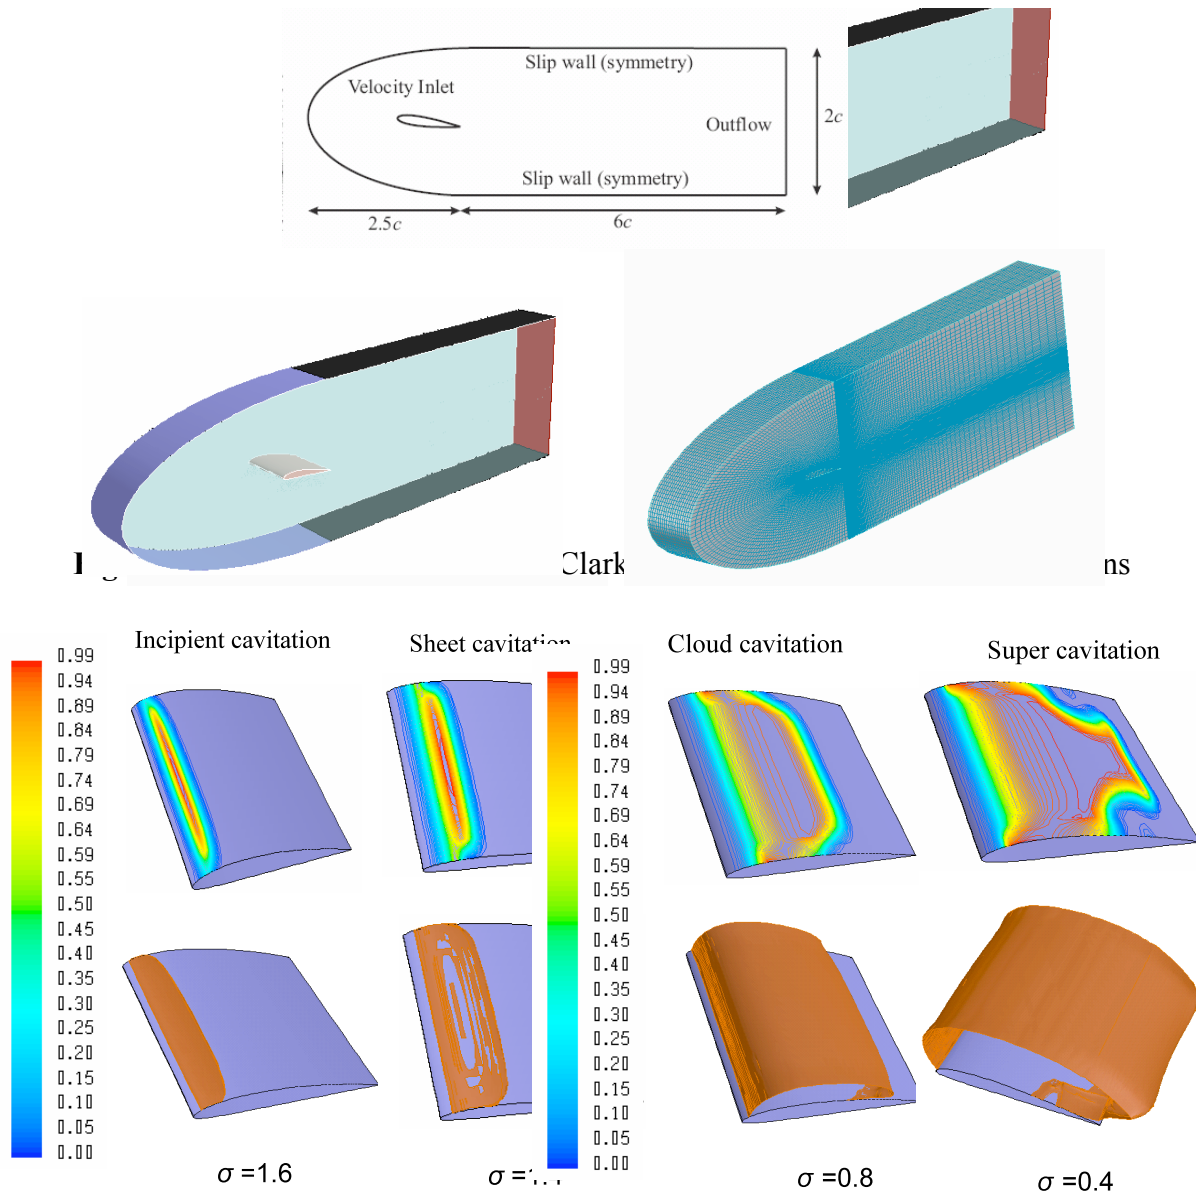 Slip wall (symmetry)
Velocity Inlet
Outflow
2c
Slip wall (symmetry)
2.5c
6c
Clark
ns
Incipient cavitation
Sheet cavitation
Cloud cavitation
Super cavitation
0.99
0.94
0.89
0.84
0.79
0.74
0.69
0.64
0.59
0.55
0.50
0.45
0.40
0.35
0.30
0.25
0.20
0.15
0.10
0.05
0.00
0.99
0.94
0.89
0.84
0.79
0.74
0.69
0.64
0.59
0.55
0.50
0.45
0.40
0.35
0.30
0.25
0.20
0.15
0.10
0.05
0.00
σ =1.6
σ =0.8
σ =0.4